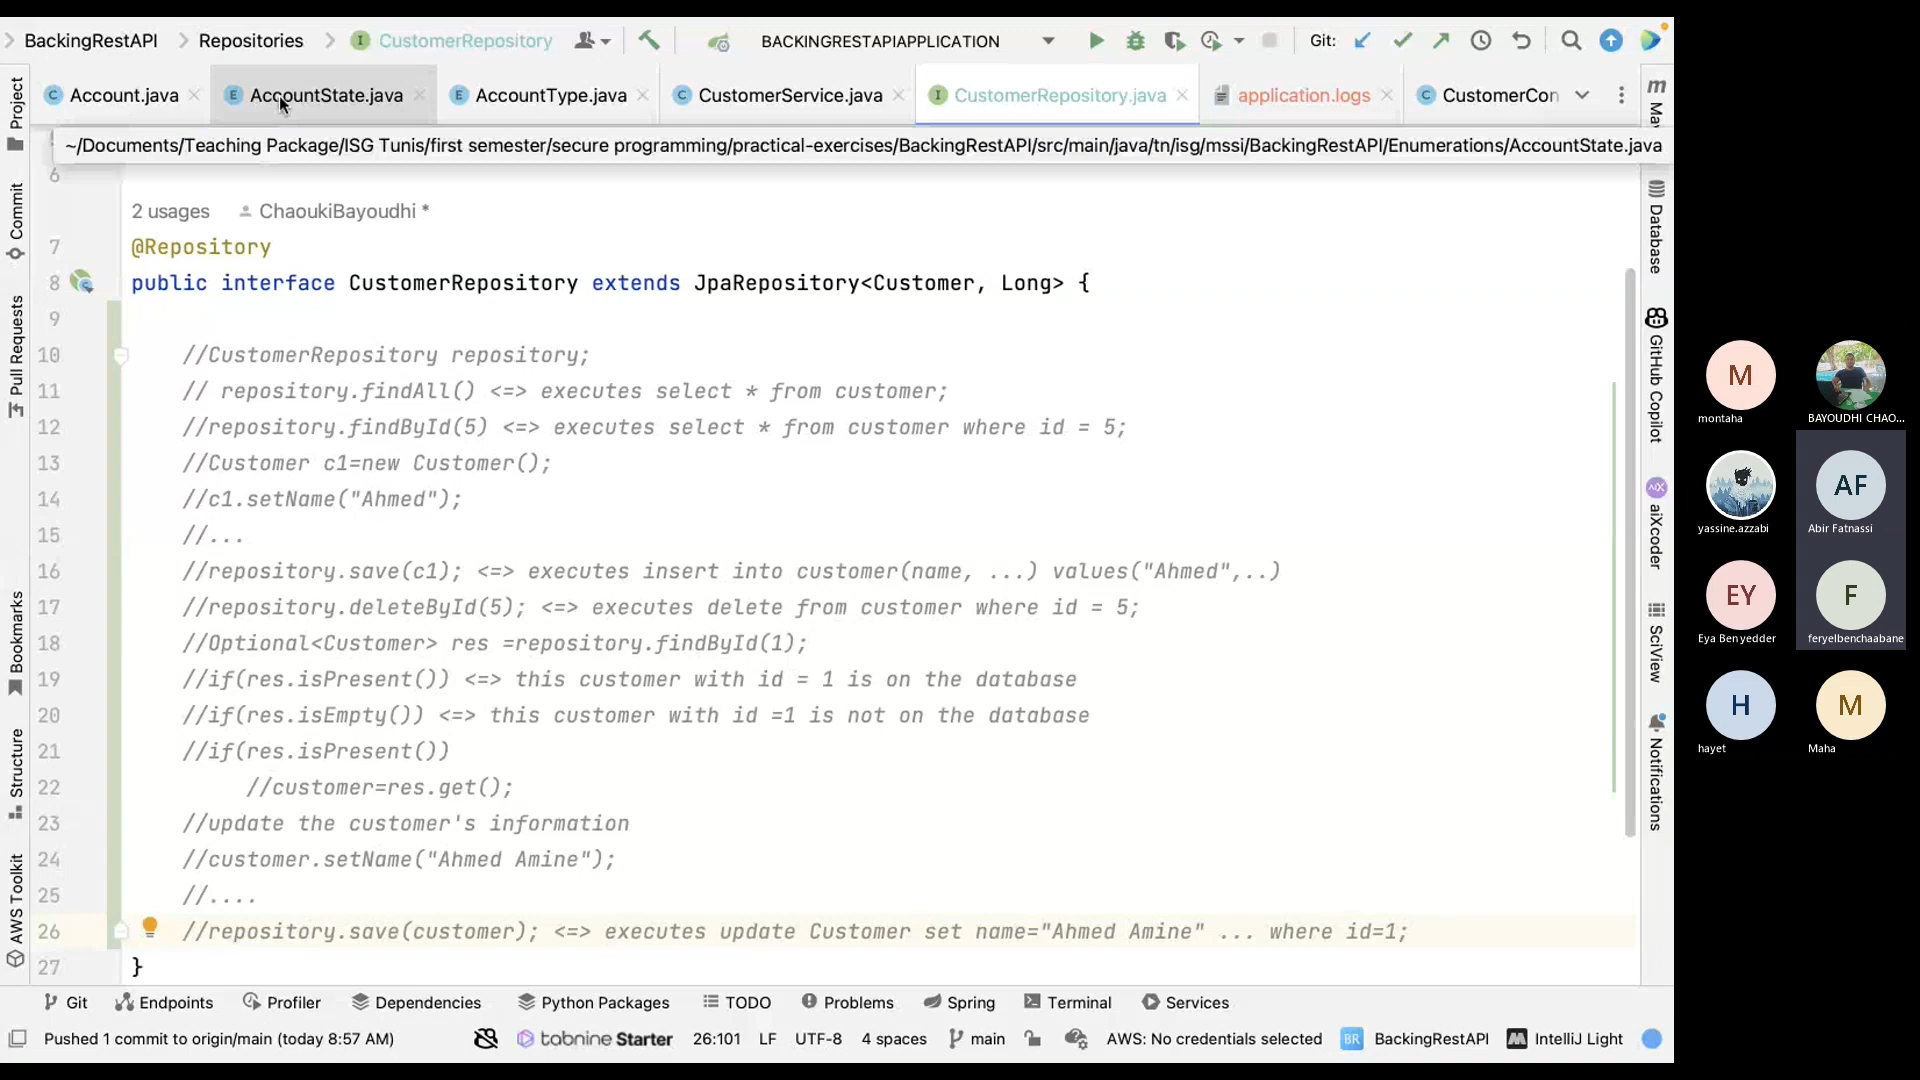 BackingRestAPI Repositories CustomerRepository BACKINGRESTAPIAPPLICATION Git:
Account.java AccountState.java AccountType.java CustomerService.java CustomerRepository.java application.logs CustomerCon
~/Documents/Teaching Package/ISG Tunis/first semester/secure programming/practical-exercises/BackingRestAPI/src/main/java/tn/isg/mssi/BackingRestAPI/Enumerations/AccountState.java
6
2 usages ChaoukiBayoudhi *
7 @Repository
8 public interface CustomerRepository extends JpaRepository<Customer, Long> {
9
10 //CustomerRepository repository;
11 // repository.findAll() <=> executes select * from customer;
12 //repository.findById(5) <=> executes select * from customer where id = 5;
13 //Customer c1=new Customer();
14 //c1.setName("Ahmed");
15 //...
16 //repository.save(c1); <=> executes insert into customer(name, ...) values("Ahmed",..)
17 //repository.deleteById(5); <=> executes delete from customer where id = 5;
18 //Optional<Customer> res =repository.findById(1);
19 //if(res.isPresent()) <=> this customer with id = 1 is on the database
20 //if(res.isEmpty()) <=> this customer with id =1 is not on the database
21 //if(res.isPresent())
22 //customer=res.get();
23 //update the customer's information
24 //customer.setName("Ahmed Amine");
25 //....
26 //repository.save(customer); <=> executes update Customer set name="Ahmed Amine" ... where id=1;
27 }
Project
Commit
Pull Requests
Bookmarks
Structure
AWS Toolkit
m
Database
GitHub Copilot
aiXcoder
SciView
Notifications
Git Endpoints Profiler Dependencies Python Packages TODO Problems Spring Terminal Services
Pushed 1 commit to origin/main (today 8:57 AM) tabnine Starter 26:101 LF UTF-8 4 spaces main AWS: No credentials selected BR BackingRestAPI IntelliJ Light
M
montaha
BAYOUDHI CHAO...
yassine.azzabi
AF
Abir Fatnassi
EY
Eya Benyedder
F
feryelbenchaabane
H
hayet
M
Maha